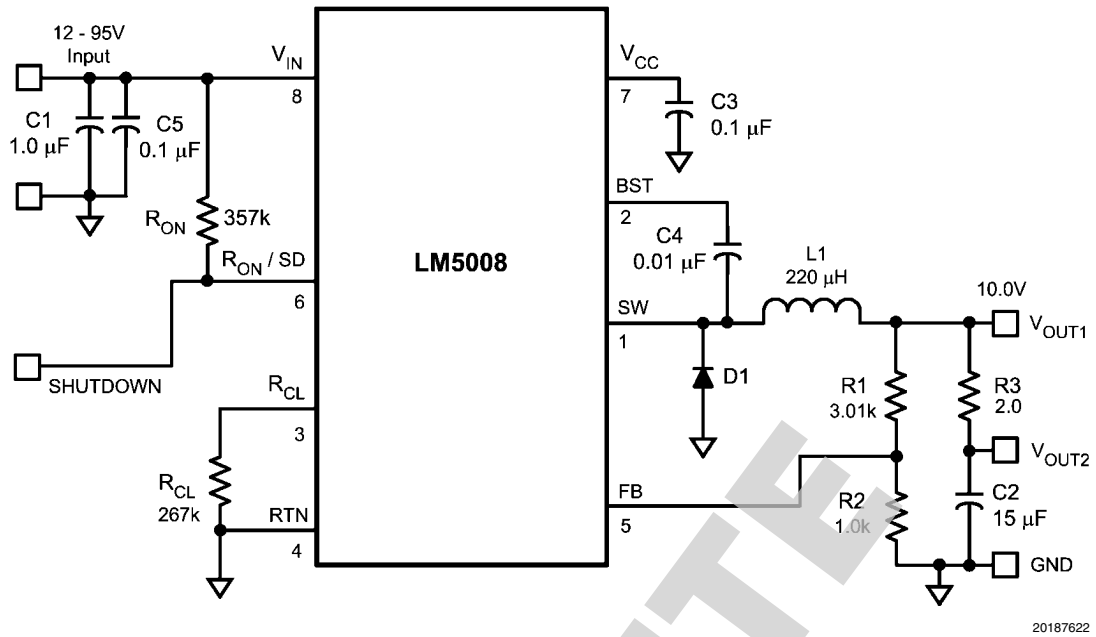 12 - 95V
Input
C1
1.0 µF
C5
0.1 µF
R_ON
357k
SHUTDOWN
R_CL
267k
V_IN
8
R_ON / SD
6
R_CL
3
RTN
4
LM5008
V_CC
7
C3
0.1 µF
BST
2
C4
0.01 µF
SW
1
D1
L1
220 µH
10.0V
V_OUT1
R1
3.01k
R3
2.0
V_OUT2
FB
5
R2
1.0k
C2
15 µF
GND
TE
20187622